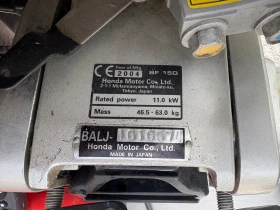 CE Year of Mfg.
2004 BF 15D
Honda Motor Co., Ltd.
2-1-1 Minamiaoyama, Minato-ku,
Tokyo, Japan
Rated power 11.0 kW
Mass 46.5 - 63.0 kg
BALJ-
Honda Motor Co., Ltd.
MADE IN JAPAN